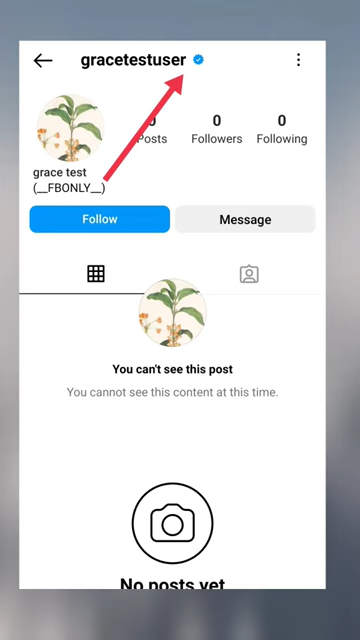 gracetestuser
0 0 0
Posts Followers Following
grace test
(__FBONLY__)
Follow Message
You can't see this post
You cannot see this content at this time.
No posts yet